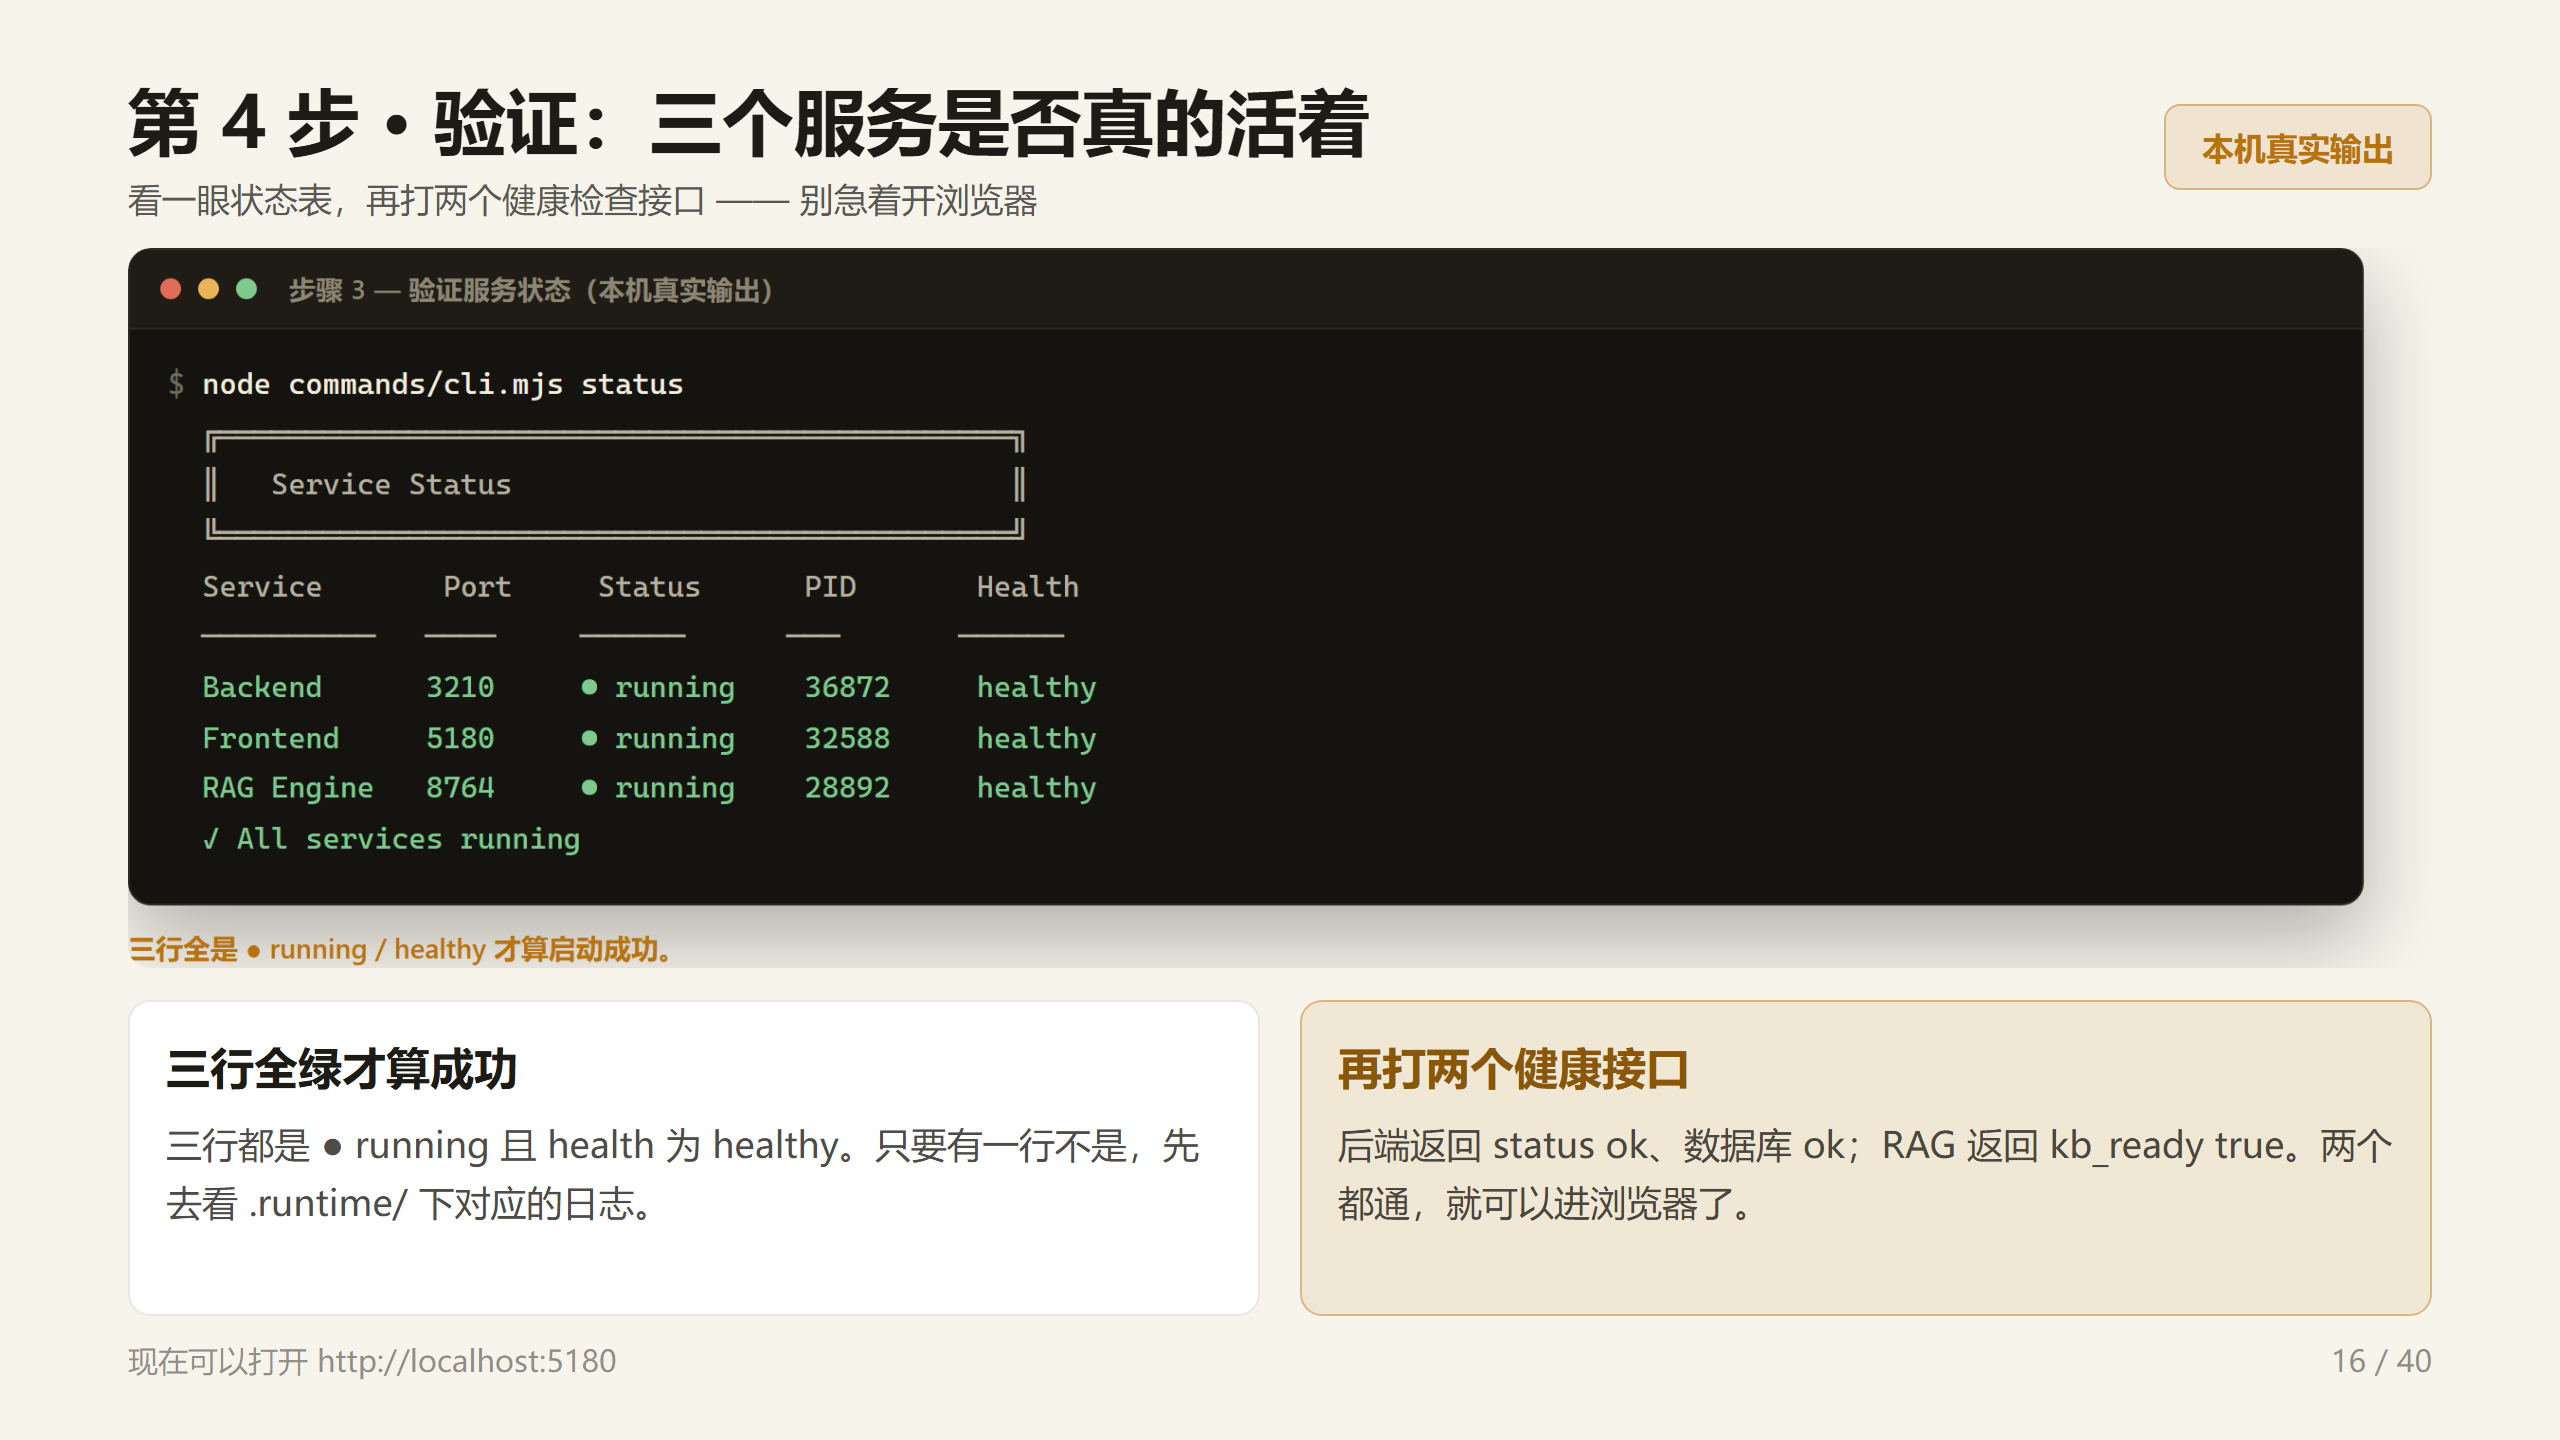 第 4 步 • 验证：三个服务是否真的活着
本机真实输出
看一眼状态表，再打两个健康检查接口 —— 别急着开浏览器
步骤 3 — 验证服务状态（本机真实输出）
$ node commands/cli.mjs status
Service Status
Service Port Status PID Health
Backend 3210 ● running 36872 healthy
Frontend 5180 ● running 32588 healthy
RAG Engine 8764 ● running 28892 healthy
√ All services running
三行全是 ● running / healthy 才算启动成功。
三行全绿才算成功
三行都是 ● running 且 health 为 healthy。只要有一行不是，先
去看 .runtime/ 下对应的日志。
再打两个健康接口
后端返回 status ok、数据库 ok；RAG 返回 kb_ready true。两个
都通，就可以进浏览器了。
现在可以打开 http://localhost:5180
16 / 40